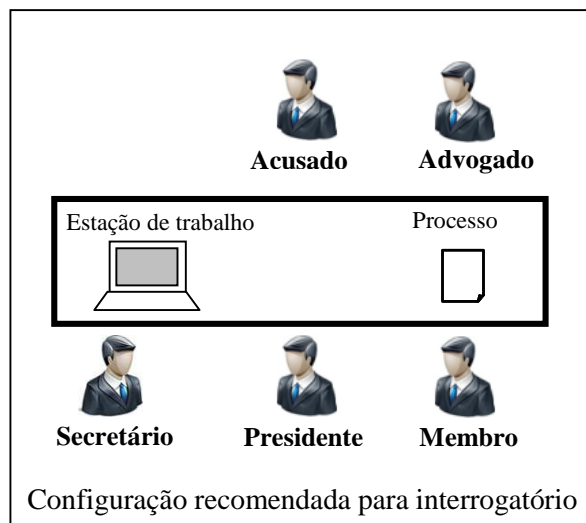 Acusado Advogado
Estação de trabalho Processo
Secretário Presidente Membro
Configuração recomendada para interrogatório